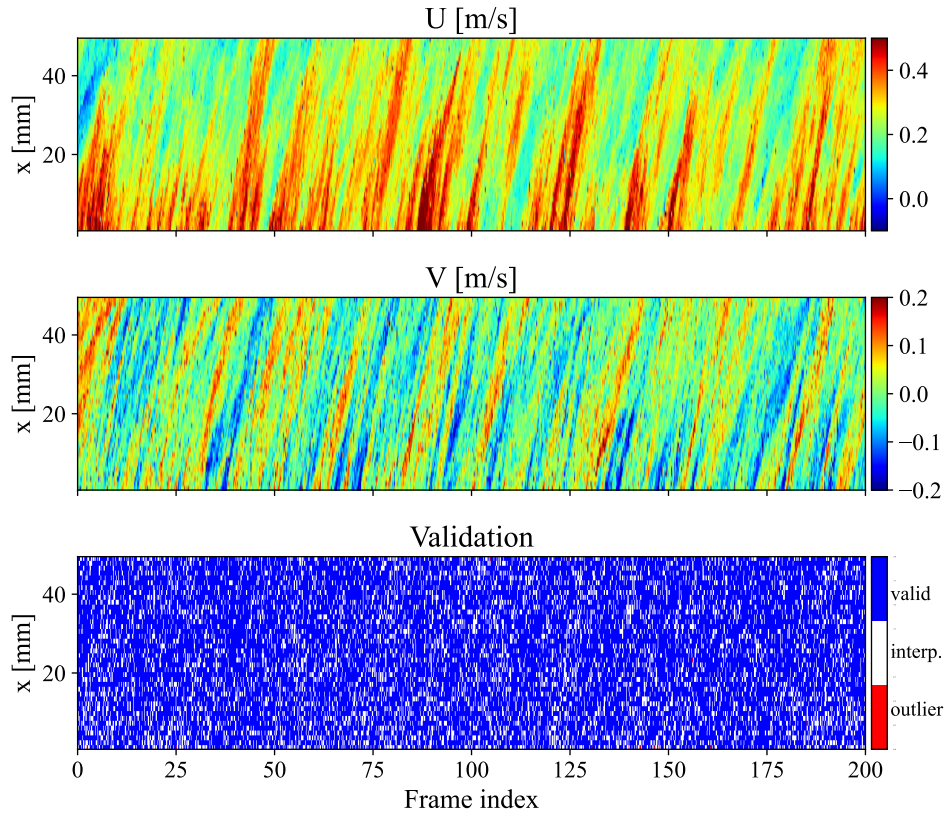 U [m/s]
x [mm]
40
20
0.4
0.2
0.0
V [m/s]
x [mm]
40
20
0.2
0.1
0.0
−0.1
−0.2
Validation
x [mm]
40
20
valid
interp.
outlier
0 25 50 75 100 125 150 175 200
Frame index